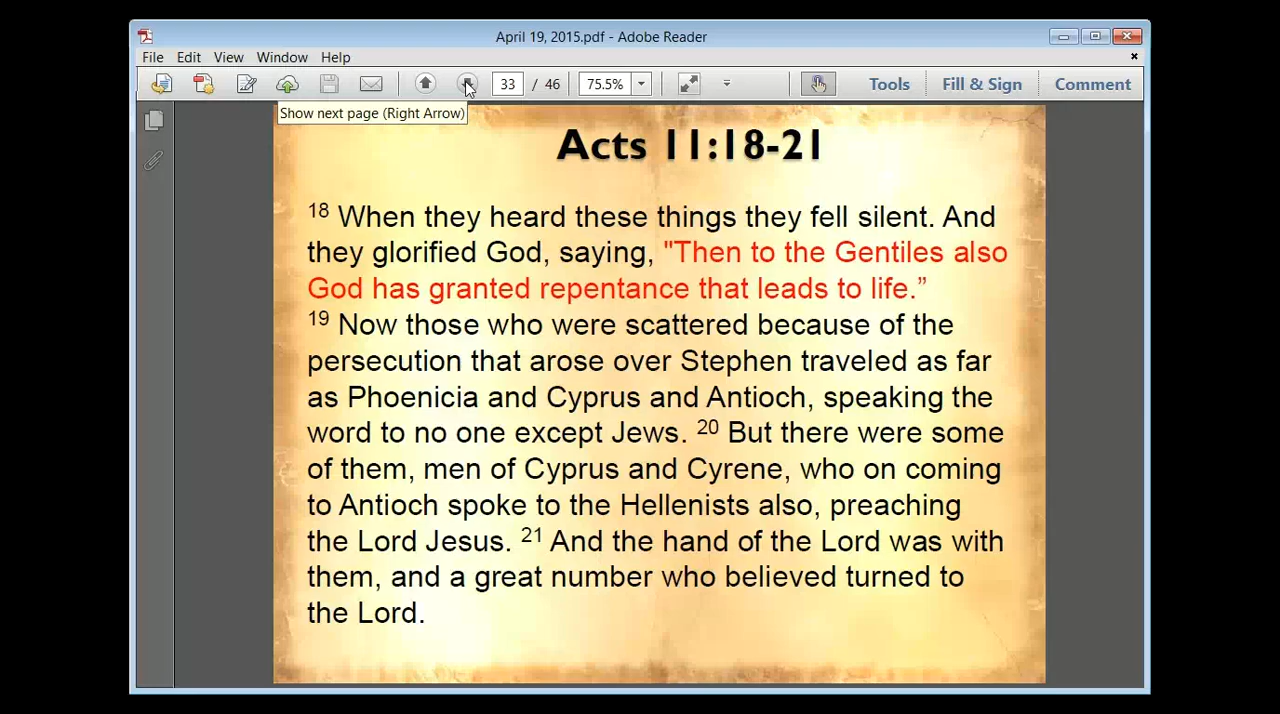 April 19, 2015.pdf - Adobe Reader
File Edit View Window Help
33 / 46 75.5% Tools Fill & Sign Comment
Show next page (Right Arrow)
Acts 11:18-21
18 When they heard these things they fell silent. And
they glorified God, saying, "Then to the Gentiles also
God has granted repentance that leads to life.”
19 Now those who were scattered because of the
persecution that arose over Stephen traveled as far
as Phoenicia and Cyprus and Antioch, speaking the
word to no one except Jews. 20 But there were some
of them, men of Cyprus and Cyrene, who on coming
to Antioch spoke to the Hellenists also, preaching
the Lord Jesus. 21 And the hand of the Lord was with
them, and a great number who believed turned to
the Lord.